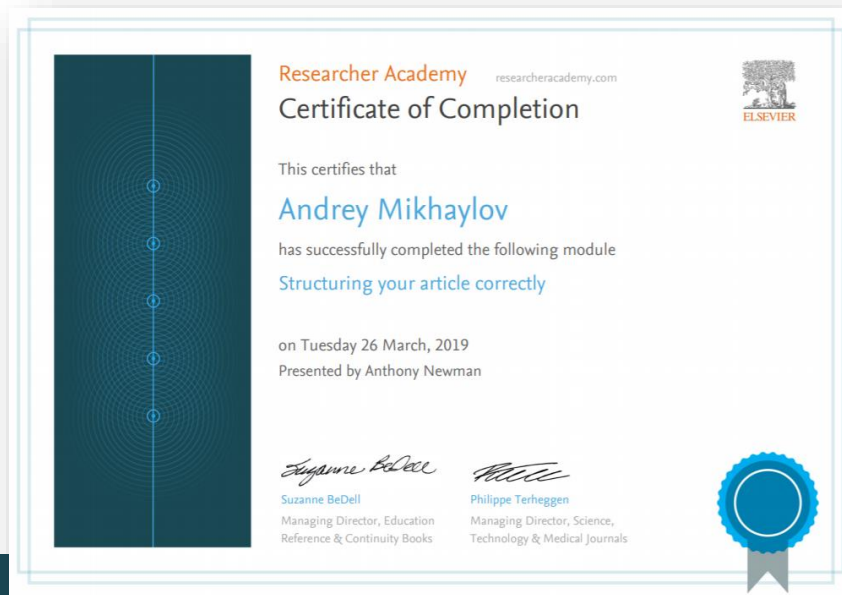 Researcher Academy researcheracademy.com
Certificate of Completion
ELSEVIER
This certifies that
Andrey Mikhaylov
has successfully completed the following module
Structuring your article correctly
on Tuesday 26 March, 2019
Presented by Anthony Newman
Suzanne BeDell
Suzanne BeDell
Managing Director, Education
Reference & Continuity Books
Philippe Terheggen
Managing Director, Science,
Technology & Medical Journals